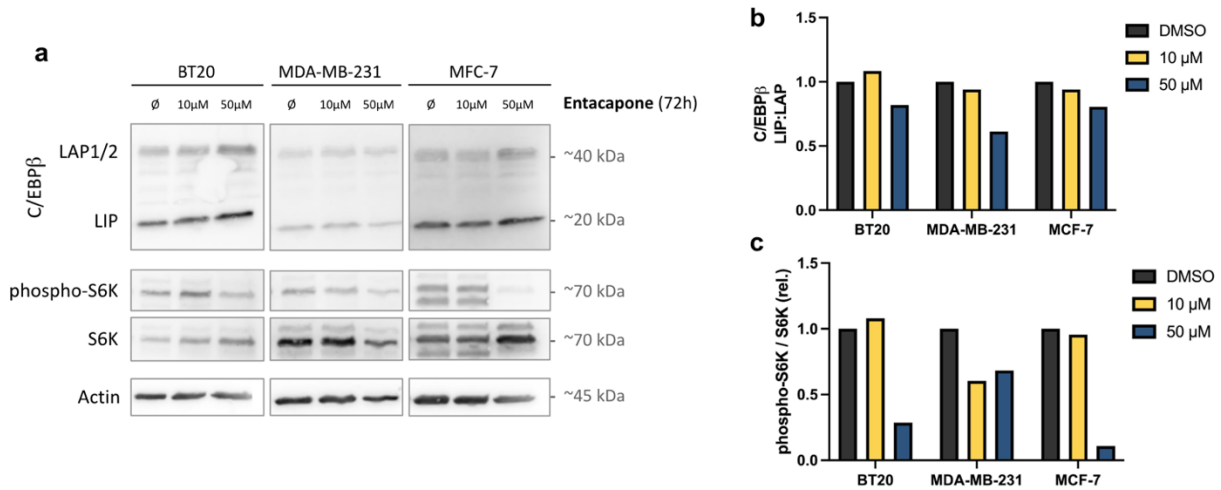 a
BT20 MDA-MB-231 MFC-7
Ø 10µM 50µM Ø 10µM 50µM Ø 10µM 50µM Entacapone (72h)
C/EBPβ
LAP1/2 ~40 kDa
LIP ~20 kDa
phospho-S6K ~70 kDa
S6K ~70 kDa
Actin ~45 kDa
b
C/EBPβ
LIP:LAP
1.5
1.0
0.5
0.0
BT20 MDA-MB-231 MCF-7
DMSO
10 µM
50 µM
c
phospho-S6K / S6K (rel.)
1.5
1.0
0.5
0.0
BT20 MDA-MB-231 MCF-7
DMSO
10 µM
50 µM